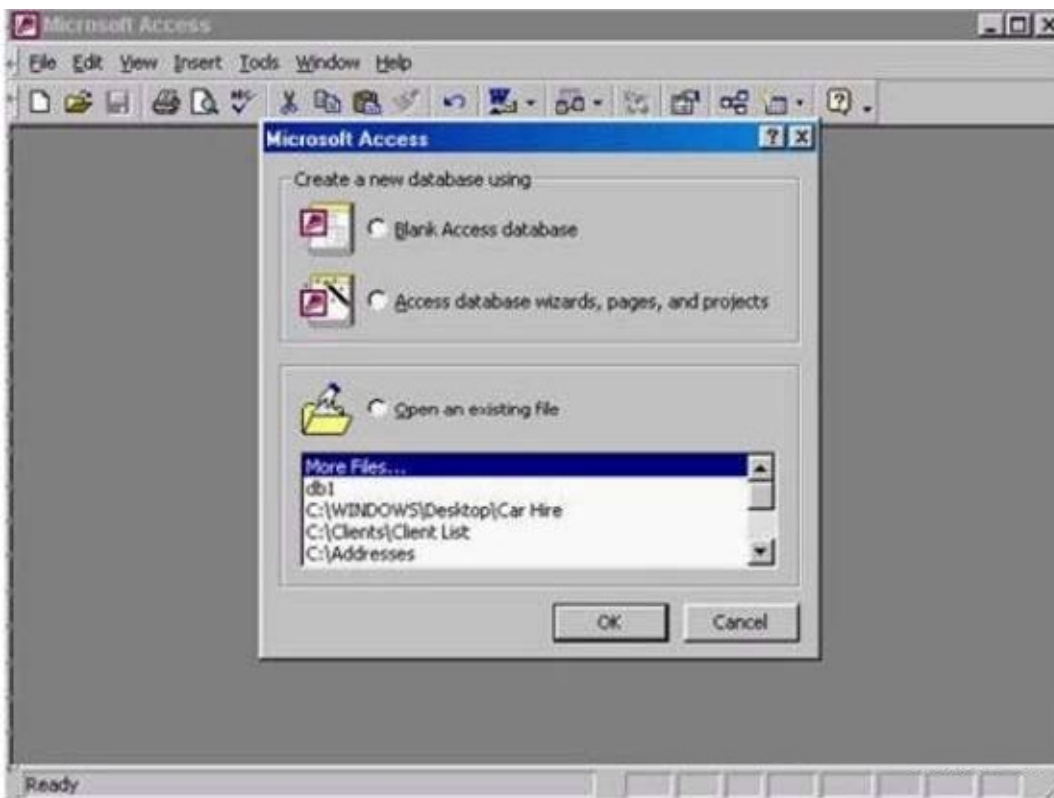 Microsoft Access
File Edit View Insert Tools Window Help
Microsoft Access
Create a new database using
Blank Access database
Access database wizards, pages, and projects
Open an existing file
More Files...
db1
C:\WINDOWS\Desktop\Car Hire
C:\Clients\Client List
C:\Addresses
OK Cancel
Ready